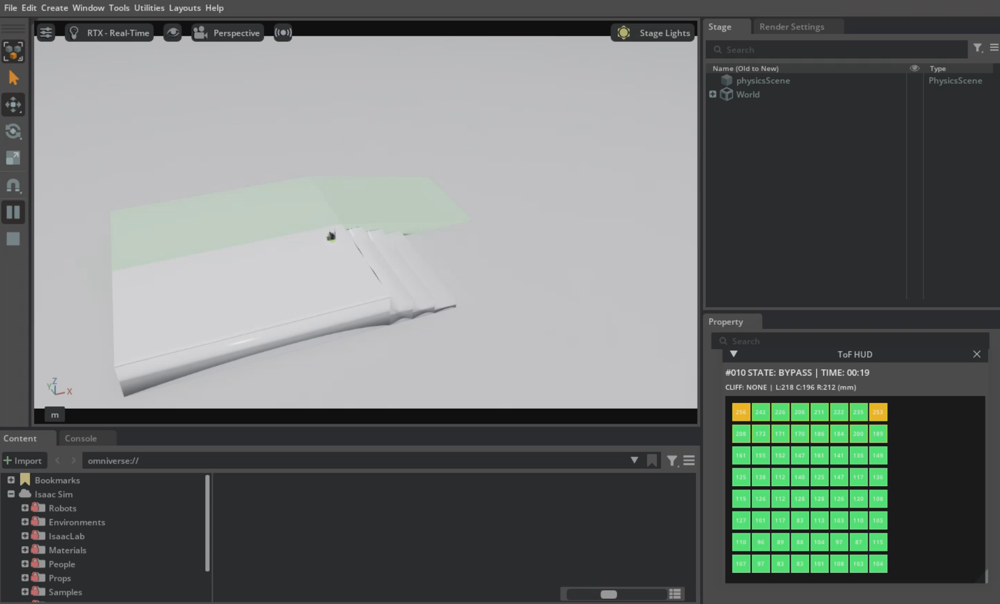 File Edit Create Window Tools Utilities Layouts Help
RTX - Real-Time
Perspective
Stage Lights
Z
Y
X
m
Stage
Render Settings
Search
Name (Old to New)
Type
physicsScene
PhysicsScene
World
Property
Search
ToF HUD
#010 STATE: BYPASS | TIME: 00:19
CLIFF: NONE | L:218 C:196 R:212 (mm)
256 242 226 206 211 222 235 253
208 173 171 170 186 184 200 189
161 155 152 147 161 141 135 149
125 138 112 140 125 147 117 136
115 126 112 128 128 126 120 108
127 101 117 83 113 103 110 105
110 96 89 88 104 97 87 115
107 97 83 83 101 108 103 104
Content
Console
Import
omniverse://
Bookmarks
Isaac Sim
Robots
Environments
IsaacLab
Materials
People
Props
Samples